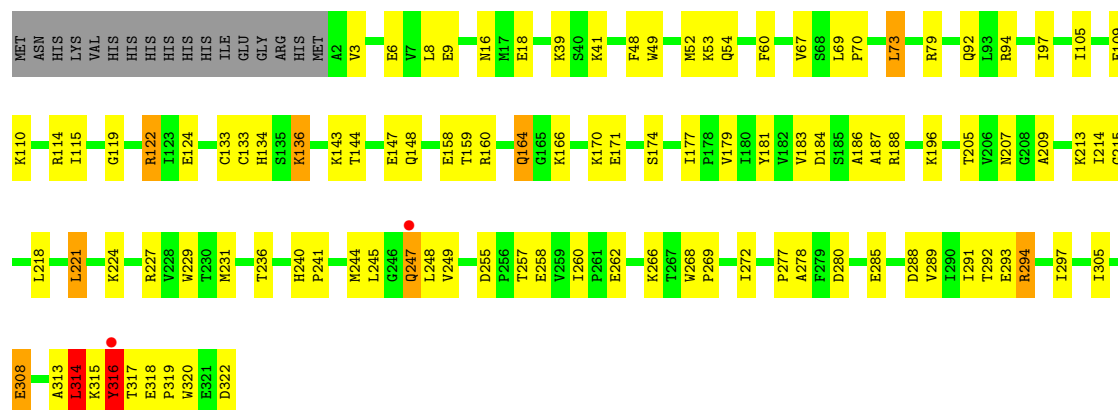 MET ASN HIS LYS VAL HIS HIS HIS HIS HIS HIS ILE GLU GLY ARG HIS MET A2 V3 E6 V7 L8 E9 N16 M17 E18 K39 S40 K41 F48 W49 M52 K53 Q54 F60 V67 S68 L69 P70 L73 R79 Q92 L93 R94 I97 I105
K110 R114 I115 G119 R122 I123 E124 C133 C133 H134 S135 K136 K143 T144 E147 Q148 E158 T159 R160 Q164 G165 K166 K170 E171 S174 I177 P178 V179 I180 Y181 V182 V183 D184 S185 A186 A187 R188 K196 T205 V206 N207 G208 A209 K213 I214
L218 L221 K224 R227 V228 W229 T230 M231 T236 H240 P241 M244 L245 G246 Q247 L248 V249 D255 P256 T257 E258 V259 I260 P261 E262 K266 T267 W268 P269 I272 P277 A278 F279 D280 E285 D288 V289 I290 I291 T292 E293 R294 I297 I305
E308 A313 L314 K315 Y316 T317 E318 P319 W320 E321 D322